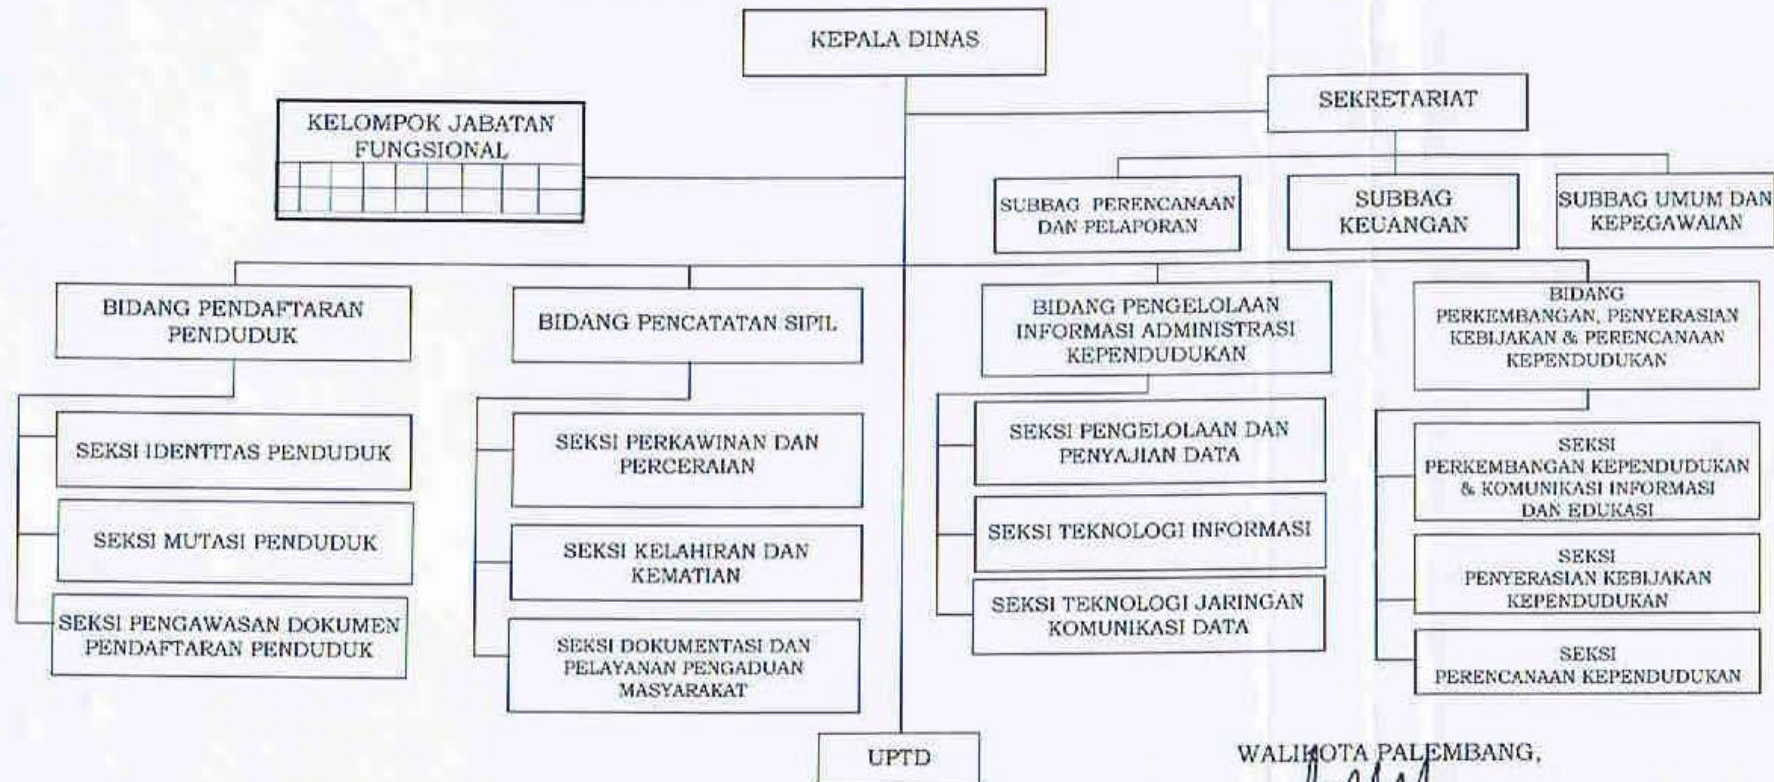 KEPALA DINAS
SEKRETARIAT
KELOMPOK JABATAN
FUNGSIONAL
SUBBAG PERENCANAAN
DAN PELAPORAN
SUBBAG
KEUANGAN
SUBBAG UMUM DAN
KEPEGAWAIAN
BIDANG PENDAFTARAN
PENDUDUK
BIDANG PENCATATAN SIPIL
BIDANG PENGELOLAAN
INFORMASI ADMINISTRASI
KEPENDUDUKAN
BIDANG
PERKEMBANGAN, PENYERASIAN
KEBIJAKAN & PERENCANAAN
KEPENDUDUKAN
SEKSI IDENTITAS PENDUDUK
SEKSI MUTASI PENDUDUK
SEKSI PENGAWASAN DOKUMEN
PENDAFTARAN PENDUDUK
SEKSI PERKAWINAN DAN
PERCERAIAN
SEKSI KELAHIRAN DAN
KEMATIAN
SEKSI DOKUMENTASI DAN
PELAYANAN PENGADUAN
MASYARAKAT
SEKSI PENGELOLAAN DAN
PENYAJIAN DATA
SEKSI TEKNOLOGI INFORMASI
SEKSI TEKNOLOGI JARINGAN
KOMUNIKASI DATA
SEKSI
PERKEMBANGAN KEPENDUDUKAN
& KOMUNIKASI INFORMASI
DAN EDUKASI
SEKSI
PENYERASIAN KEBIJAKAN
KEPENDUDUKAN
SEKSI
PERENCANAAN KEPENDUDUKAN
UPTD
WALIKOTA PALEMBANG,